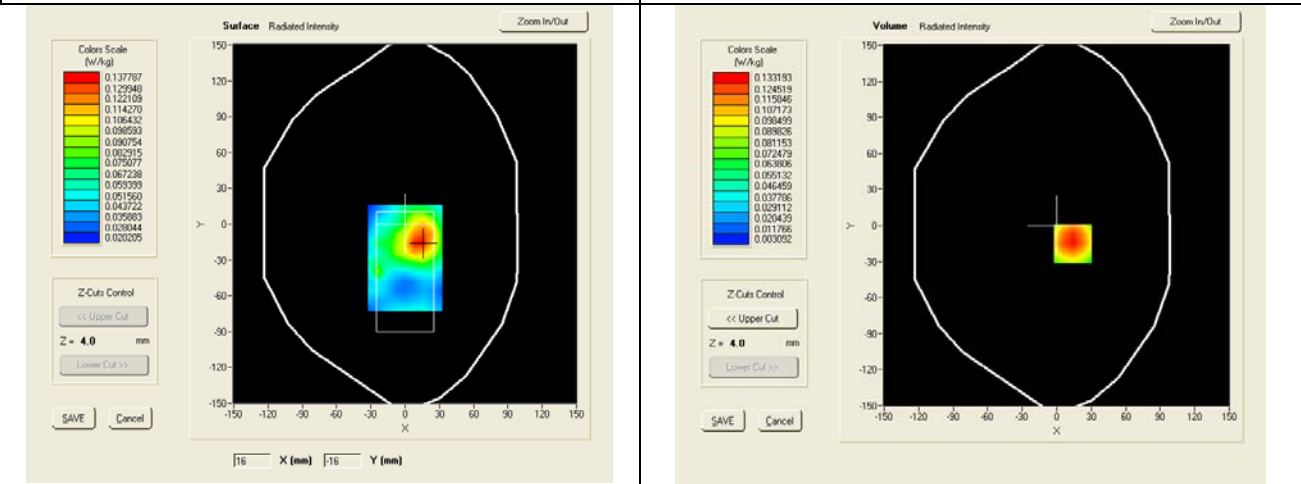 Surface Radiated Intensity
Zoom In/Out
Colors Scale
(W/kg)
0.137787
0.129948
0.122109
0.114270
0.106432
0.098593
0.090754
0.082915
0.075077
0.067238
0.059399
0.051560
0.043722
0.035883
0.028044
0.020205
150
120
90
60
30
0
-30
-60
-90
-120
-150
Y
-150 -120 -90 -60 -30 0 30 60 90 120 150
X
Z-Cuts Control
<< Upper Cut
Z = 4.0 mm
Lower Cut >>
SAVE Cancel
16 X (mm) -16 Y (mm)
Volume Radiated Intensity
Zoom In/Out
Colors Scale
(W/kg)
0.133193
0.124519
0.115846
0.107173
0.098499
0.089826
0.081153
0.072479
0.063806
0.055132
0.046459
0.037786
0.029112
0.020439
0.011766
0.003092
150
120
90
60
30
0
-30
-60
-90
-120
-150
Y
-150 -120 -90 -60 -30 0 30 60 90 120 150
X
Z-Cuts Control
<< Upper Cut
Z = 4.0 mm
Lower Cut >>
SAVE Cancel